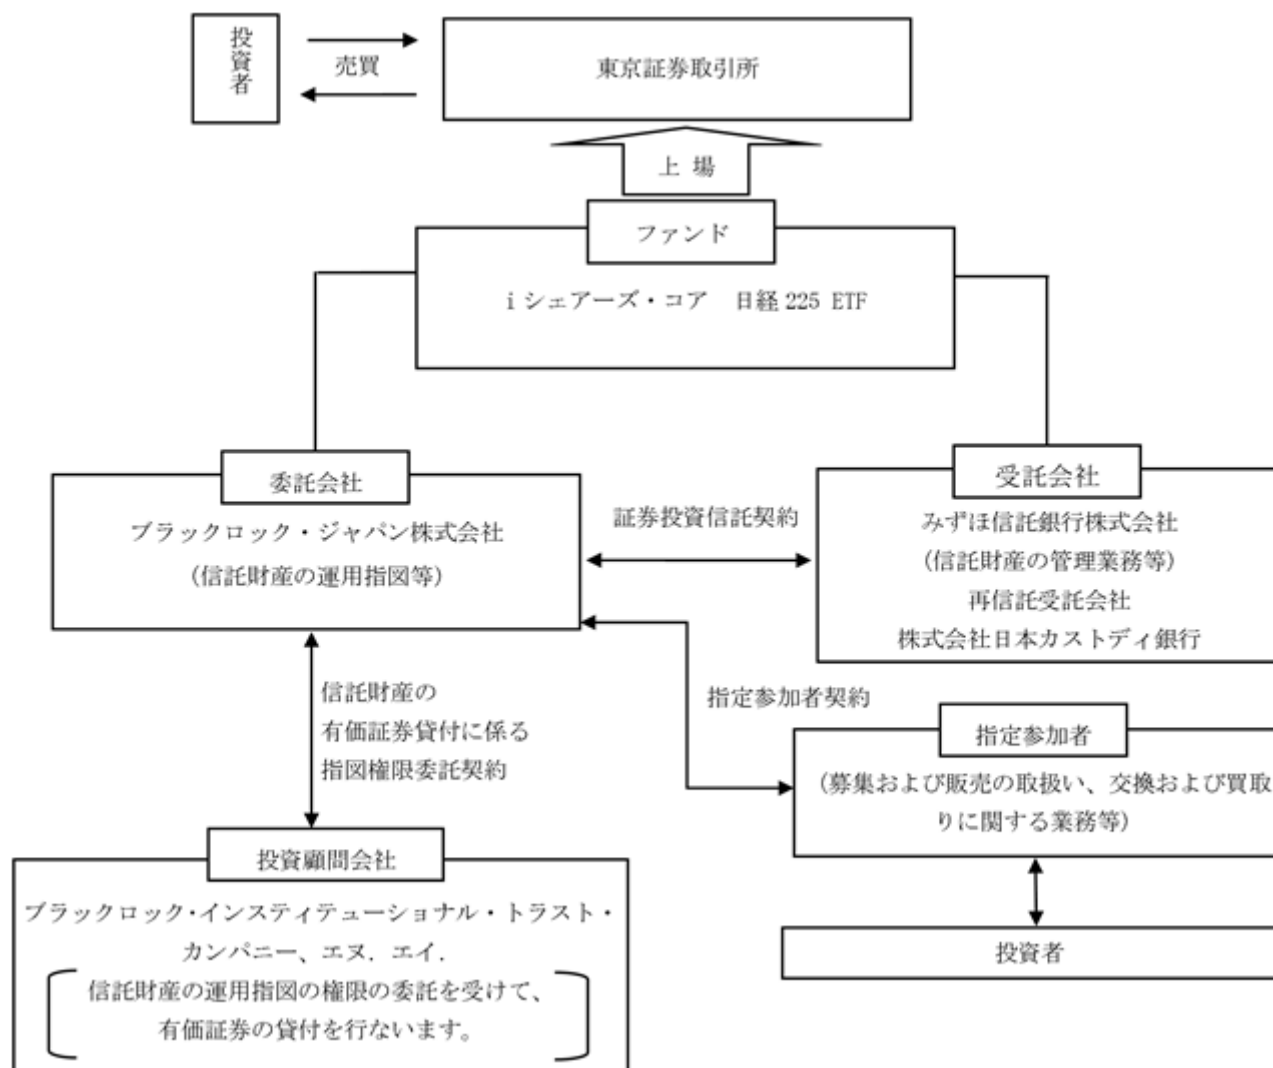 投資者
売買
東京証券取引所
上 場
ファンド
i シェアーズ・コア　日経 225 ETF
委託会社
ブラックロック・ジャパン株式会社
(信託財産の運用指図等)
証券投資信託契約
受託会社
みずほ信託銀行株式会社
(信託財産の管理業務等)
再信託受託会社
株式会社日本カストディ銀行
信託財産の
有価証券貸付に係る
指図権限委託契約
指定参加者契約
指定参加者
(募集および販売の取扱い、交換および買取
りに関する業務等)
投資者
投資顧問会社
ブラックロック・インスティテューショナル・トラスト・
カンパニー、エヌ．エイ．
信託財産の運用指図の権限の委託を受けて、
有価証券の貸付を行ないます。